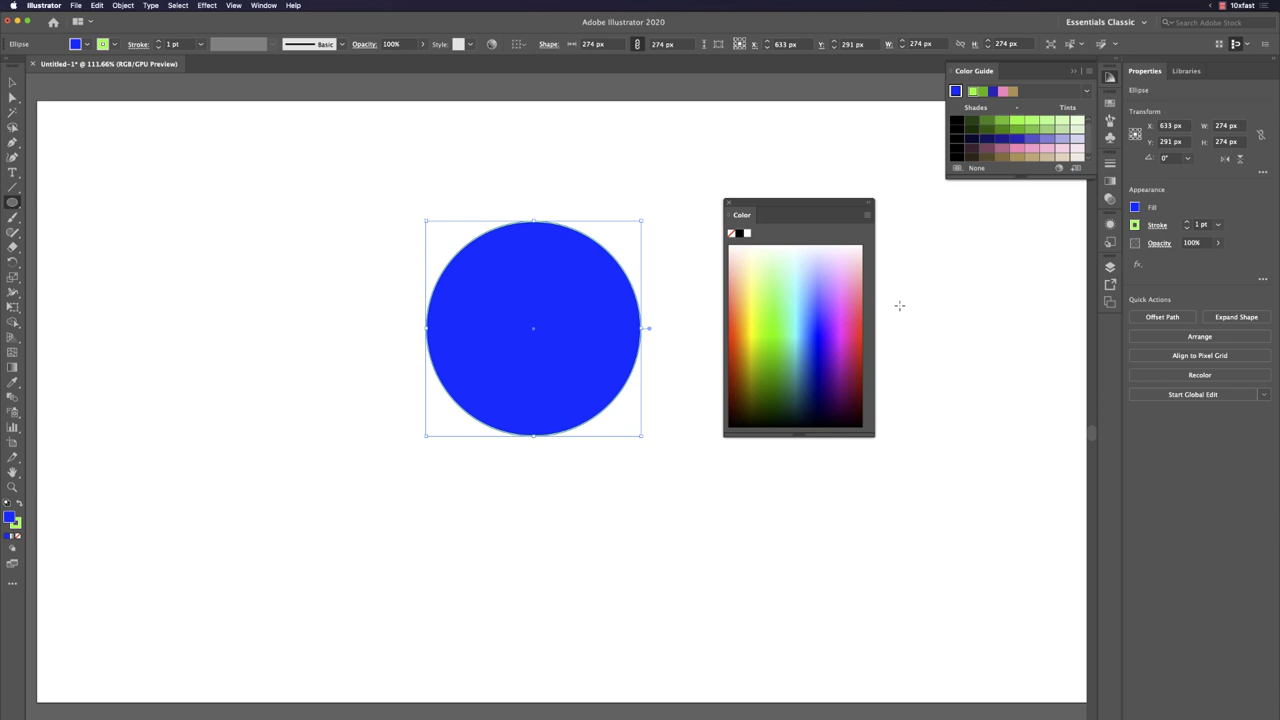 Illustrator File Edit Object Type Select Effect View Window Help 10xfast
Adobe Illustrator 2020 Essentials Classic Search Adobe Stock
Ellipse Stroke: 1 pt Basic Opacity: 100% Style: Shape: 274 px 274 px X: 633 px Y: 291 px W: 274 px H: 274 px
× Untitled-1* @ 111.66% (RGB/GPU Preview)
Color Guide
Shades Tints
None
Color
Properties Libraries
Ellipse
Transform
X: 633 px W: 274 px
Y: 291 px H: 274 px
0°
Appearance
Fill
Stroke 1 pt
Opacity 100%
fx.
Quick Actions
Offset Path Expand Shape
Arrange
Align to Pixel Grid
Recolor
Start Global Edit